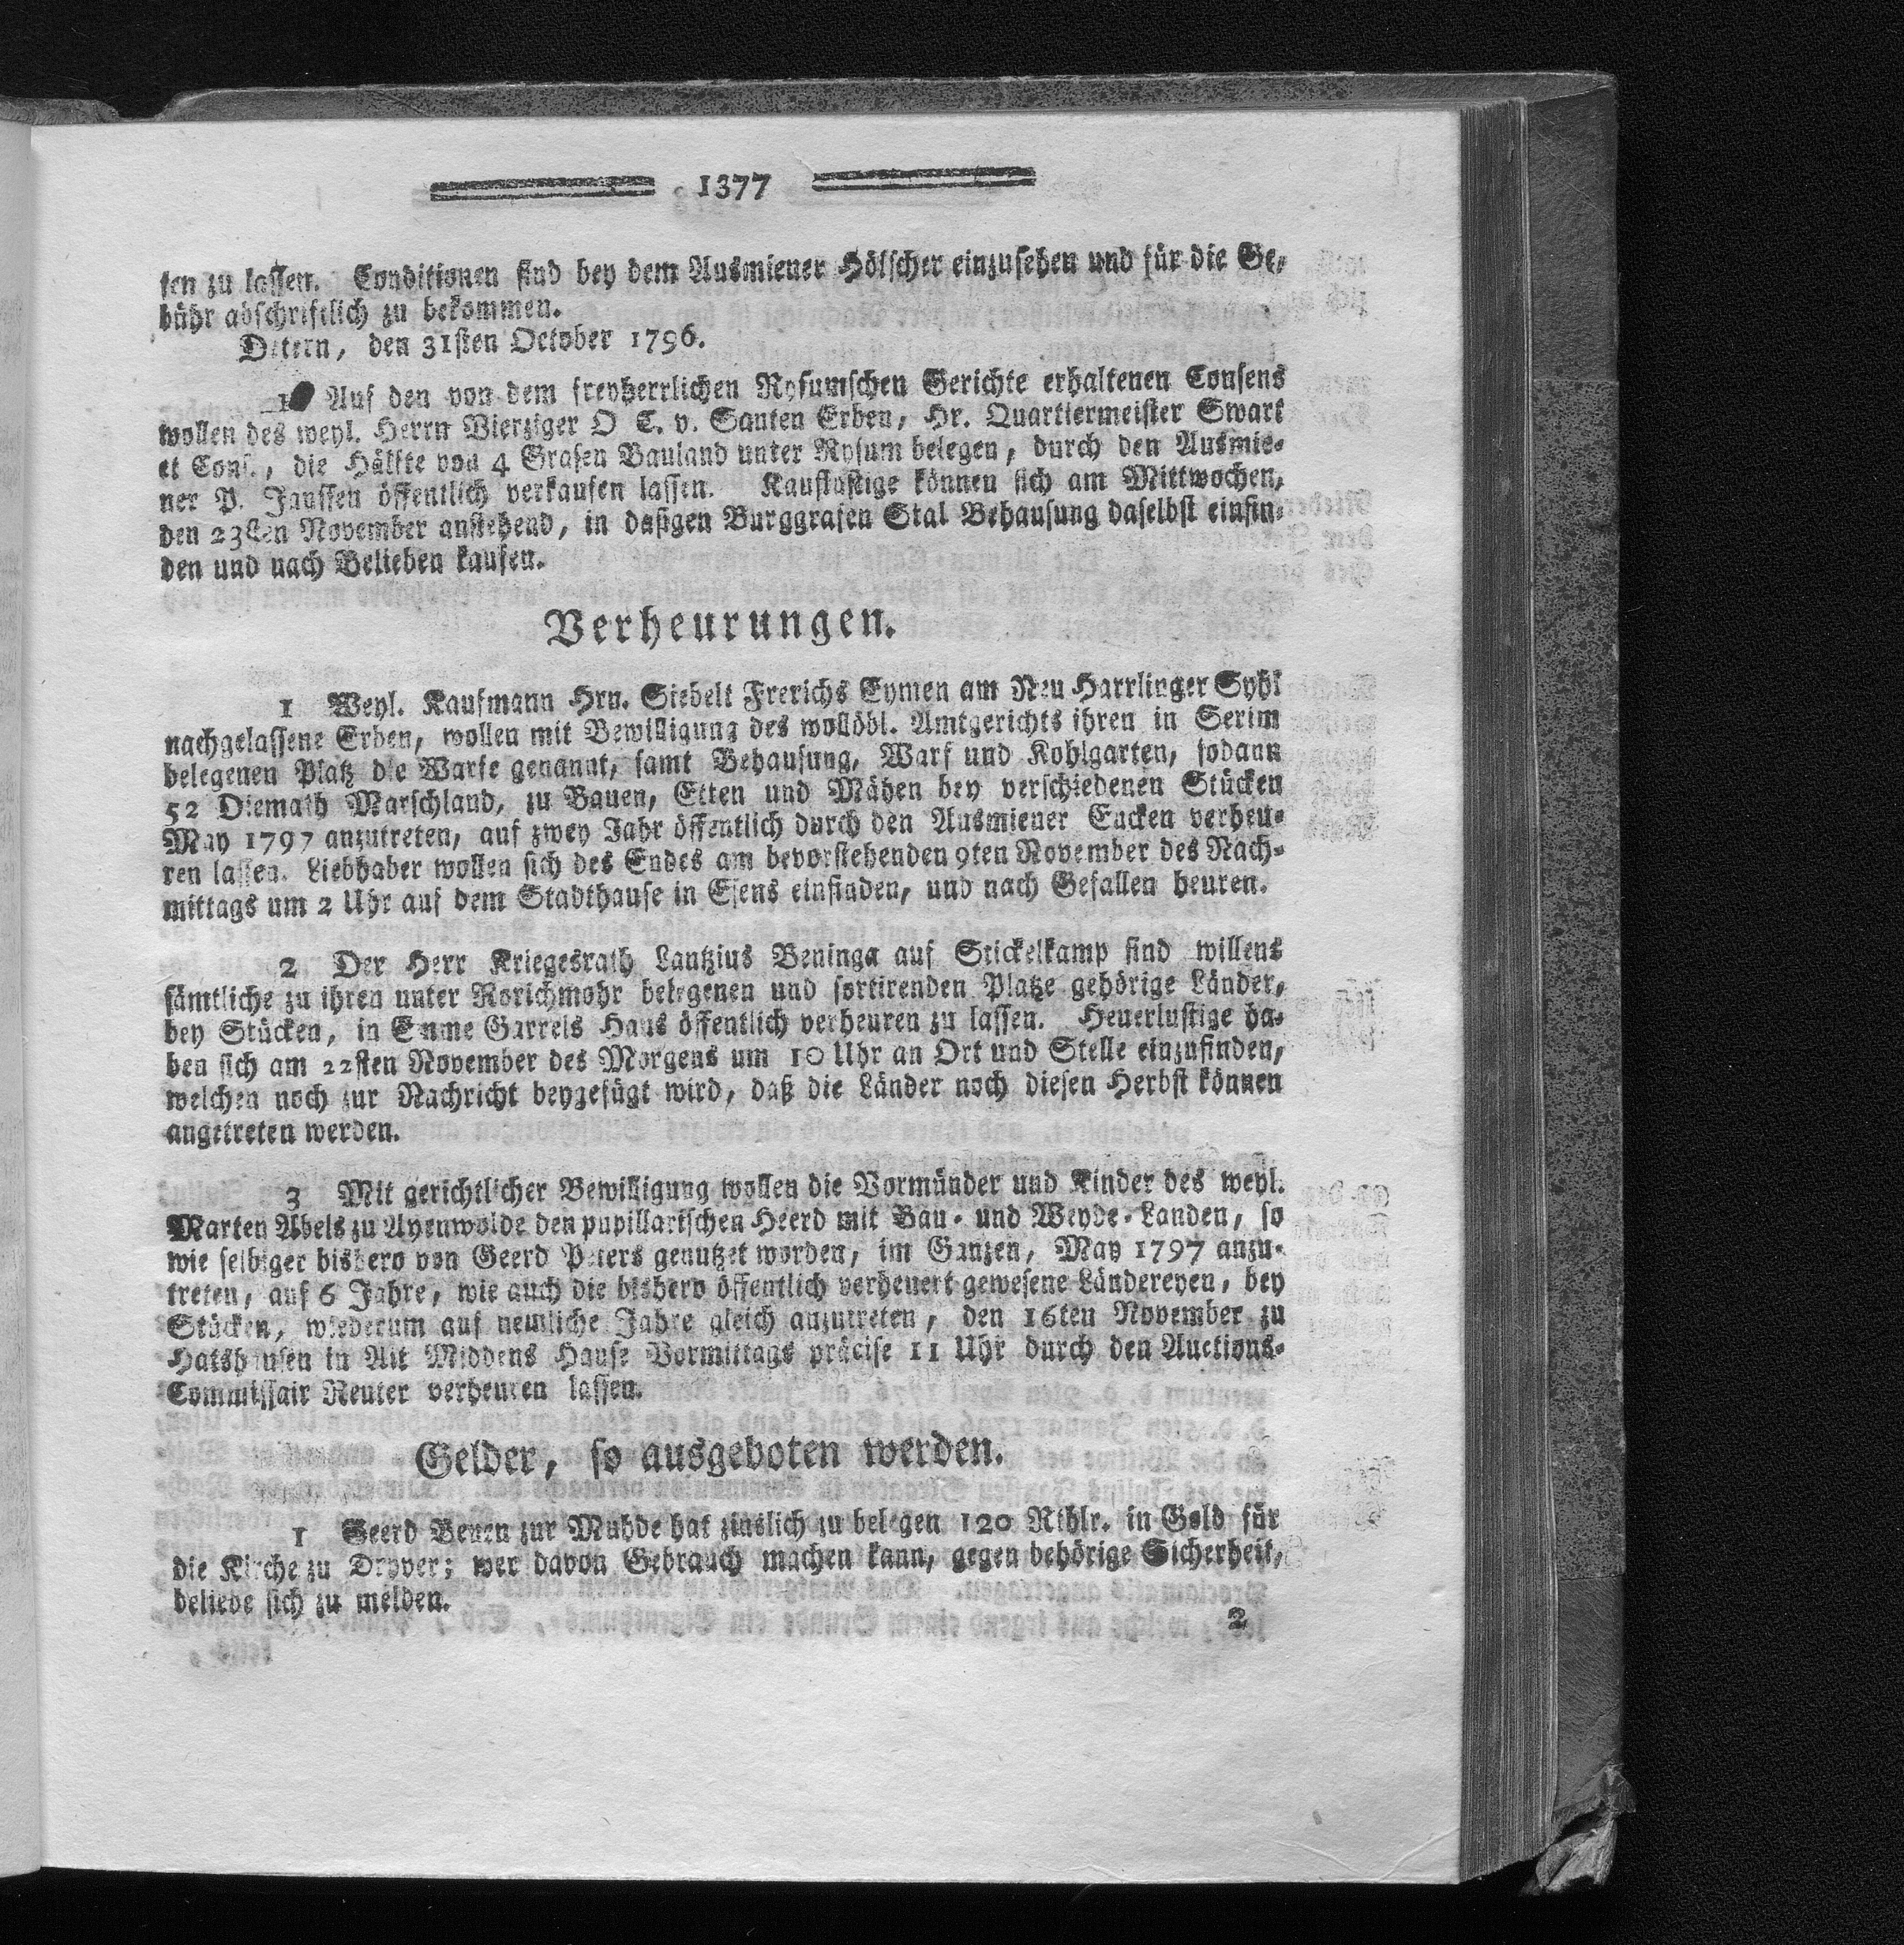 1377
ten zu lassen. Conditionen sind bey dem Ausmiener Hölscher einzusehen und für die Ge-
bühr abschriftlich zu bekommen.
Detern, den 31sten October 1796.
Auf den von dem freyherrlichen Rysumschen Gerichte erhaltenen Consens
wollen des weyl. Herrn Vierziger O C. v. Santen Erben, Hr. Quartiermeister Swart
et Cons., die Hälfte von 4 Grasen Bauland unter Rysum belegen, durch den Ausmie-
ner P. Janssen öffentlich verkaufen lassen. Kauflustige können sich am Mittwochen,
den 23sten November anstehend, in dasigen Burggrafen Stal Behausung daselbst einfin-
den und nach Belieben kaufen.
Verheurungen.
1 Weyl. Kaufmann Hrn. Siebelt Frerichs Eymen am Neu Harrlinger Syhl
nachgelassene Erben, wollen mit Bewilligung des wollöbl. Amtgerichts ihren in Serim
belegenen Platz die Warfe genannt, samt Behausung, Warf und Kohlgarten, sodann
52 Diemath Marschland, zu Bauen, Etten und Mähen bey verschiedenen Stücken
May 1797 anzutreten, auf zwey Jahr öffentlich durch den Ausmiener Eucken verheu-
ren lassen. Liebhaber wollen sich des Endes am bevorstehenden 9ten November des Nach-
mittags um 2 Uhr auf dem Stadthause in Esens einfinden, und nach Gefallen heuren.
2 Der Herr Kriegesrath Lantzius Beninga auf Stickelkamp sind willens
sämtliche zu ihren unter Rorichmohr belegenen und sortirenden Platze gehörige Länder,
bey Stücken, in Emme Garrels Haus öffentlich verheuren zu lassen. Heuerlustige ha-
ben sich am 22sten November des Morgens um 10 Uhr an Ort und Stelle einzufinden,
welchen noch zur Nachricht beygefügt wird, daß die Länder noch diesen Herbst können
angetreten werden.
3 Mit gerichtlicher Bewilligung wollen die Vormünder und Kinder des weyl.
Marten Abels zu Ayenwolde den pupillarischen Heerd mit Bau- und Weyde-Landen, so
wie selbiger bishero von Geerd Peters genutzet worden, im Ganzen, May 1797 anzu-
treten, auf 6 Jahre, wie auch die bishero öffentlich verheuert gewesene Ländereyen, bey
Stücken, wiederum auf nemliche Jahre gleich anzutreten, den 16ten November zu
Hatshausen in Ait Middens Hause Vormittags präcise 11 Uhr durch den Auctions-
Commissair Reuter verheuren lassen.
Gelder, so ausgeboten werden.
1 Geerd Benen zur Muhde hat zinslich zu belegen 120 Rthlr. in Gold für
die Kirche zu Driever; wer davon Gebrauch machen kann, gegen behörige Sicherheit,
beliebe sich zu melden.
2